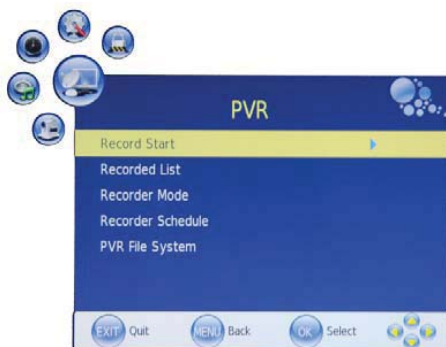 PVR
Record Start
Recorded List
Recorder Mode
Recorder Schedule
PVR File System
EXIT Quit MENU Back OK Select